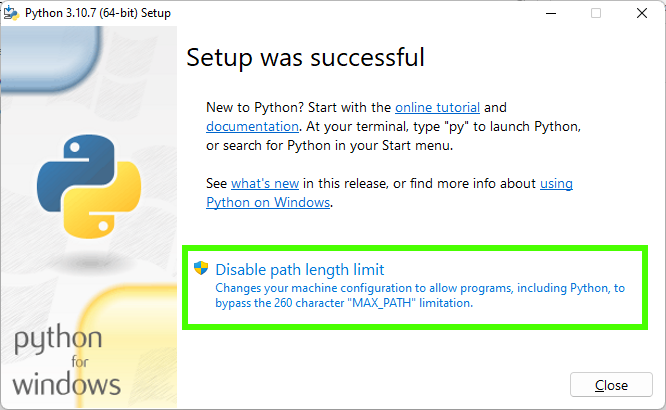 Python 3.10.7 (64-bit) Setup
Setup was successful
New to Python? Start with the online tutorial and
documentation. At your terminal, type "py" to launch Python,
or search for Python in your Start menu.
See what's new in this release, or find more info about using
Python on Windows.
Disable path length limit
Changes your machine configuration to allow programs, including Python, to
bypass the 260 character "MAX_PATH" limitation.
python
for
windows
Close